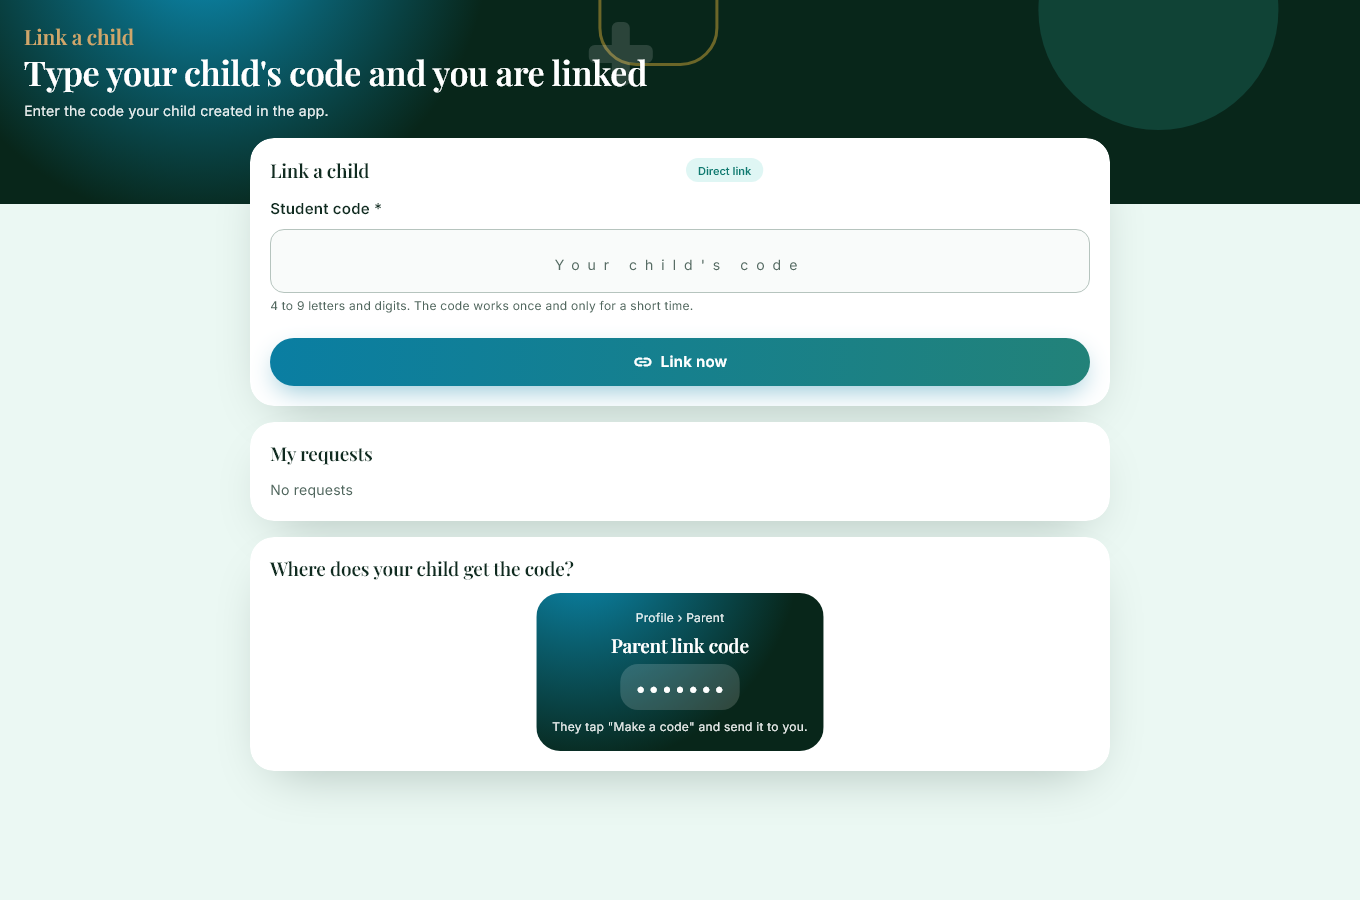 Link a child
Type your child's code and you are linked
Enter the code your child created in the app.
Link a child
Direct link
Student code *
Your child's code
4 to 9 letters and digits. The code works once and only for a short time.
Link now
My requests
No requests
Where does your child get the code?
Profile › Parent
Parent link code
•••••••
They tap "Make a code" and send it to you.